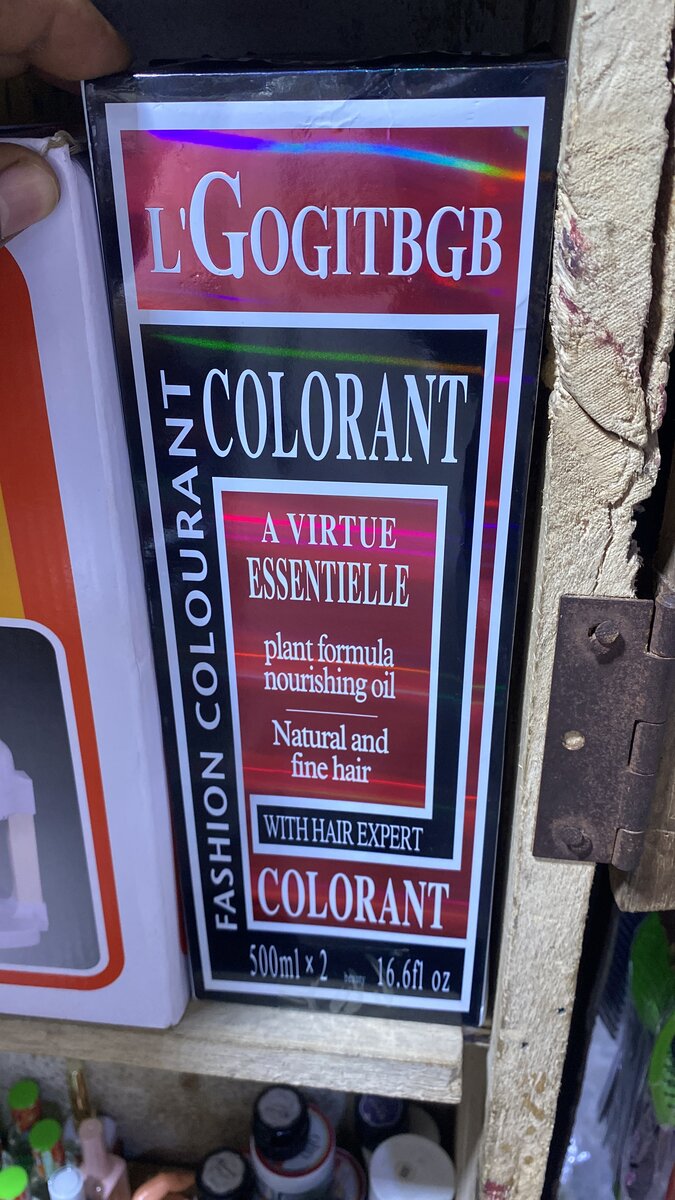 L'GOGITBGB
COLORANT
FASHION COLOURANT
A VIRTUE
ESSENTIELLE
plant formula
nourishing oil
Natural and
fine hair
WITH HAIR EXPERT
COLORANT
500ml × 2 16.6fl oz